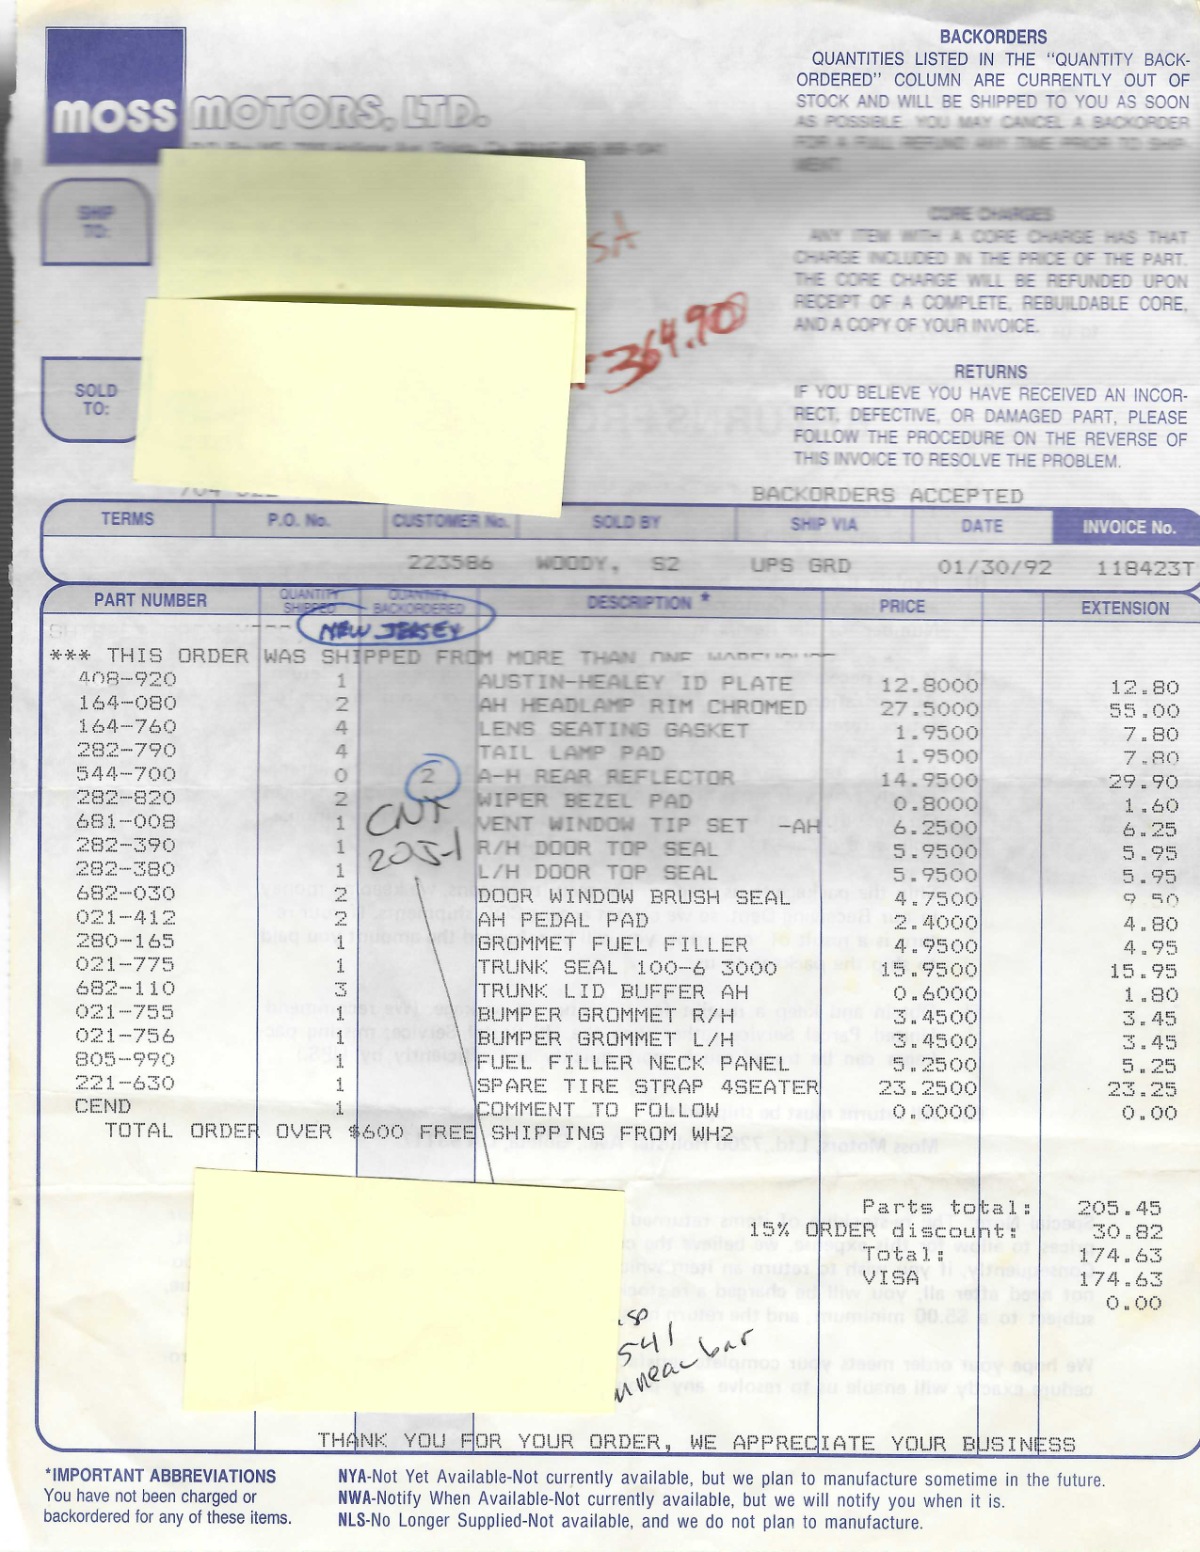 moss MOTORS, LTD.
BACKORDERS
QUANTITIES LISTED IN THE "QUANTITY BACK-
ORDERED" COLUMN ARE CURRENTLY OUT OF
STOCK AND WILL BE SHIPPED TO YOU AS SOON
AS POSSIBLE. YOU MAY CANCEL A BACKORDER
FOR A FULL REFUND ANY TIME PRIOR TO SHIP-
MENT.
SHIP
TO:
CORE CHARGES
ANY ITEM WITH A CORE CHARGE HAS THAT
CHARGE INCLUDED IN THE PRICE OF THE PART.
THE CORE CHARGE WILL BE REFUNDED UPON
RECEIPT OF A COMPLETE, REBUILDABLE CORE,
AND A COPY OF YOUR INVOICE.
364.90
SOLD
TO:
RETURNS
IF YOU BELIEVE YOU HAVE RECEIVED AN INCOR-
RECT, DEFECTIVE, OR DAMAGED PART, PLEASE
FOLLOW THE PROCEDURE ON THE REVERSE OF
THIS INVOICE TO RESOLVE THE PROBLEM.
BACKORDERS ACCEPTED
TERMS P.O. No. CUSTOMER No. SOLD BY SHIP VIA DATE INVOICE No.
223586 WOODY, S2 UPS GRD 01/30/92 118423T
PART NUMBER QUANTITY SHIPPED QUANTITY BACKORDERED DESCRIPTION * PRICE EXTENSION
NEW JERSEY
*** THIS ORDER WAS SHIPPED FROM MORE THAN ONE WAREHOUSE
408-920 1 AUSTIN-HEALEY ID PLATE 12.8000 12.80
164-080 2 AH HEADLAMP RIM CHROMED 27.5000 55.00
164-760 4 LENS SEATING GASKET 1.9500 7.80
282-790 4 TAIL LAMP PAD 1.9500 7.80
544-700 0 2 A-H REAR REFLECTOR 14.9500 29.90
282-820 2 WIPER BEZEL PAD 0.8000 1.60
681-008 1 VENT WINDOW TIP SET -AH 6.2500 6.25
282-390 1 R/H DOOR TOP SEAL 5.9500 5.95
282-380 1 L/H DOOR TOP SEAL 5.9500 5.95
682-030 2 DOOR WINDOW BRUSH SEAL 4.7500 9.50
021-412 2 AH PEDAL PAD 2.4000 4.80
280-165 1 GROMMET FUEL FILLER 4.9500 4.95
021-775 1 TRUNK SEAL 100-6 3000 15.9500 15.95
682-110 3 TRUNK LID BUFFER AH 0.6000 1.80
021-755 1 BUMPER GROMMET R/H 3.4500 3.45
021-756 1 BUMPER GROMMET L/H 3.4500 3.45
805-990 1 FUEL FILLER NECK PANEL 5.2500 5.25
221-630 1 SPARE TIRE STRAP 4SEATER 23.2500 23.25
CEND 1 COMMENT TO FOLLOW 0.0000 0.00
TOTAL ORDER OVER $600 FREE SHIPPING FROM WH2
Parts total: 205.45
15% ORDER discount: 30.82
Total: 174.63
VISA 174.63
0.00
541
THANK YOU FOR YOUR ORDER, WE APPRECIATE YOUR BUSINESS
*IMPORTANT ABBREVIATIONS
You have not been charged or
backordered for any of these items.
NYA-Not Yet Available-Not currently available, but we plan to manufacture sometime in the future.
NWA-Notify When Available-Not currently available, but we will notify you when it is.
NLS-No Longer Supplied-Not available, and we do not plan to manufacture.